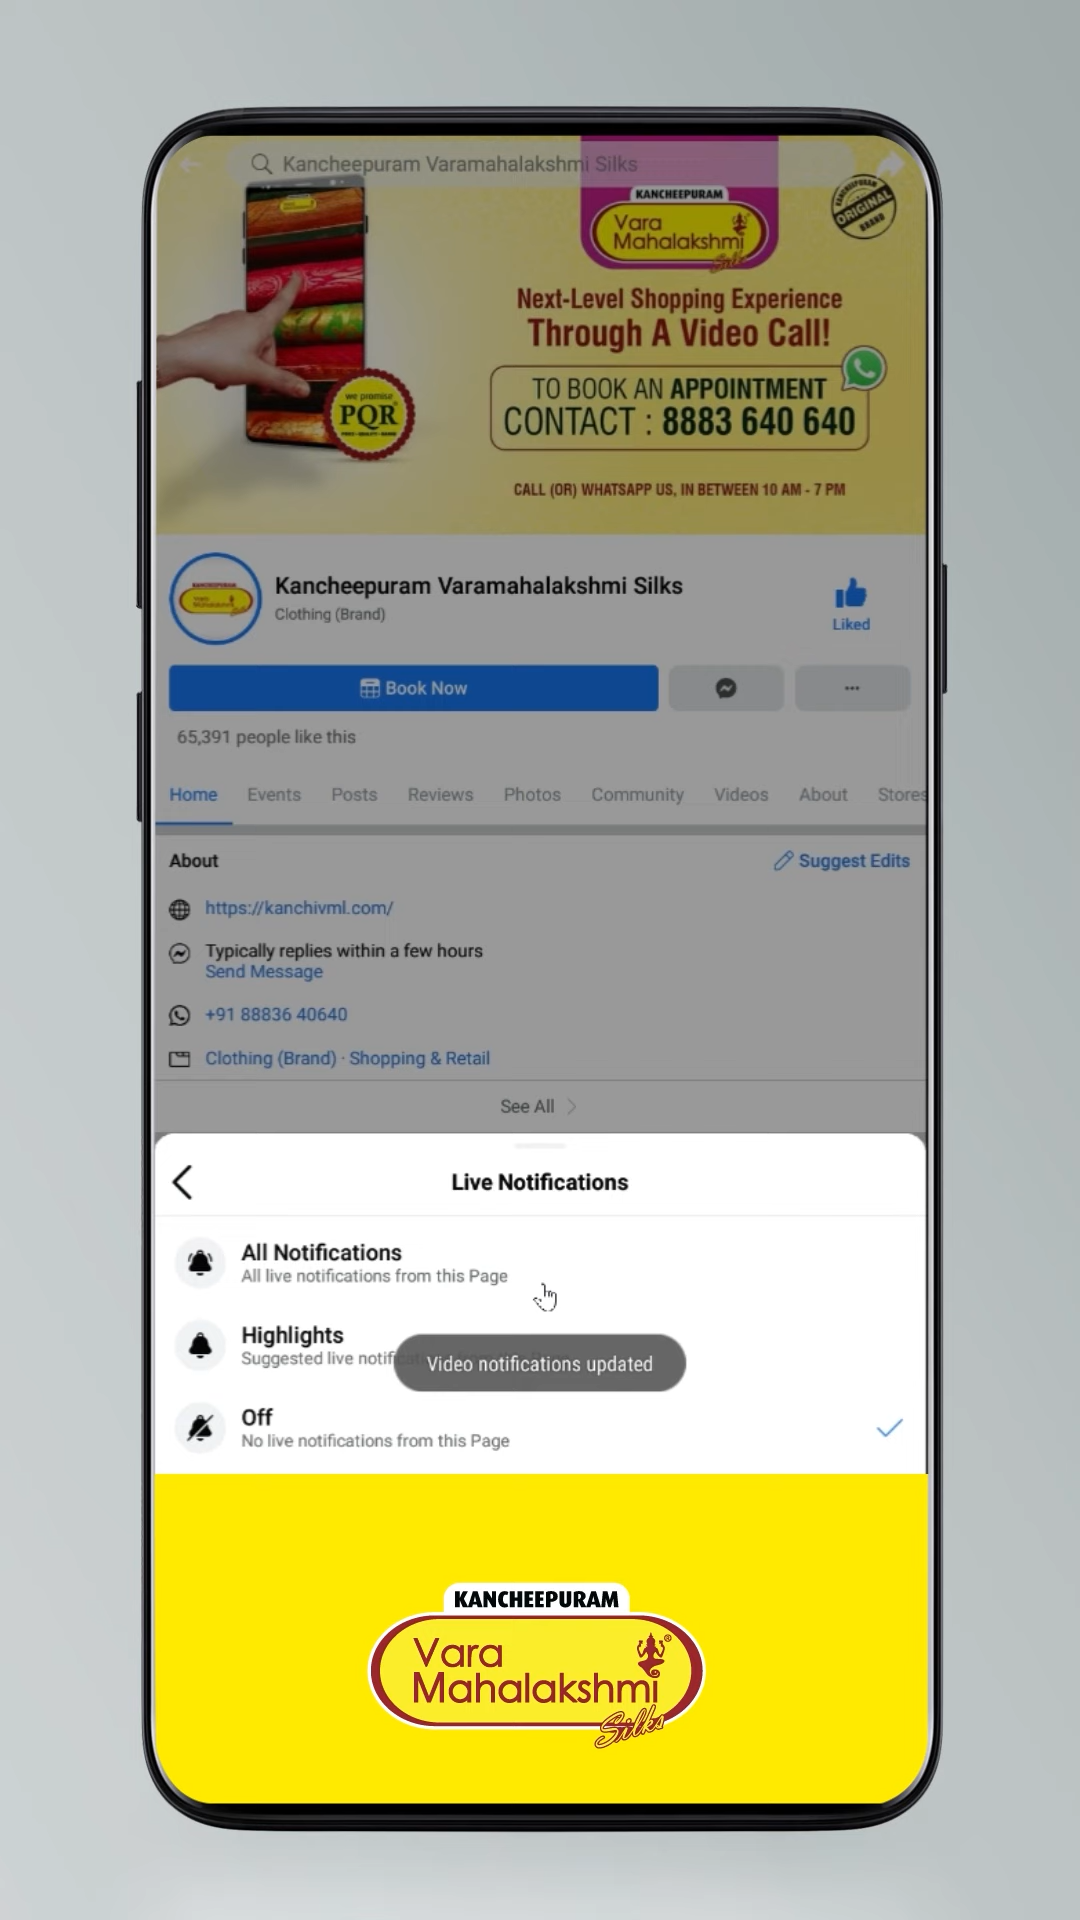 Kancheepuram Varamahalakshmi Silks
KANCHEEPURAM
Vara
Mahalakshmi
Silks
KANCHEEPURAM
ORIGINAL
BRAND
Next-Level Shopping Experience
Through A Video Call!
TO BOOK AN APPOINTMENT
CONTACT : 8883 640 640
CALL (OR) WHATSAPP US, IN BETWEEN 10 AM - 7 PM
we promise
PQR
Kancheepuram Varamahalakshmi Silks
Clothing (Brand)
Liked
Book Now
65,391 people like this
Home Events Posts Reviews Photos Community Videos About Stores
About
Suggest Edits
https://kanchivml.com/
Typically replies within a few hours
Send Message
+91 88836 40640
Clothing (Brand) · Shopping & Retail
See All
Live Notifications
All Notifications
All live notifications from this Page
Highlights
Suggested live
Video notifications updated
Off
No live notifications from this Page
KANCHEEPURAM
Vara
Mahalakshmi
Silks